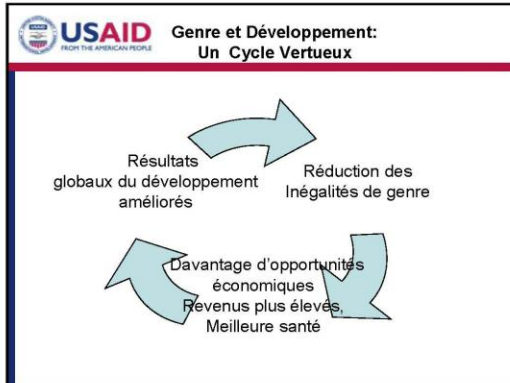 USAID
FROM THE AMERICAN PEOPLE
Genre et Développement:
Un Cycle Vertueux
Résultats
globaux du développement
améliorés
Réduction des
Inégalités de genre
Davantage d'opportunités
économiques
Revenus plus élevés,
Meilleure santé